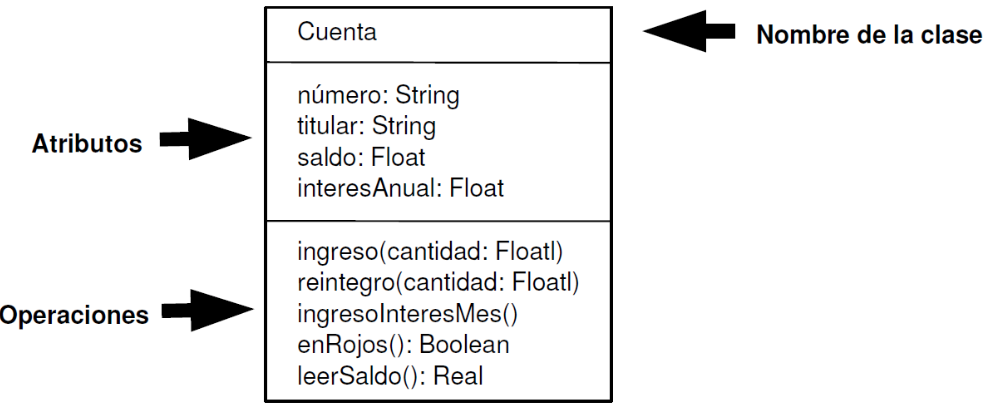 Cuenta
Nombre de la clase
número: String
titular: String
saldo: Float
interesAnual: Float
Atributos
ingreso(cantidad: Floatl)
reintegro(cantidad: Floatl)
ingresoInteresMes()
enRojos(): Boolean
leerSaldo(): Real
Operaciones